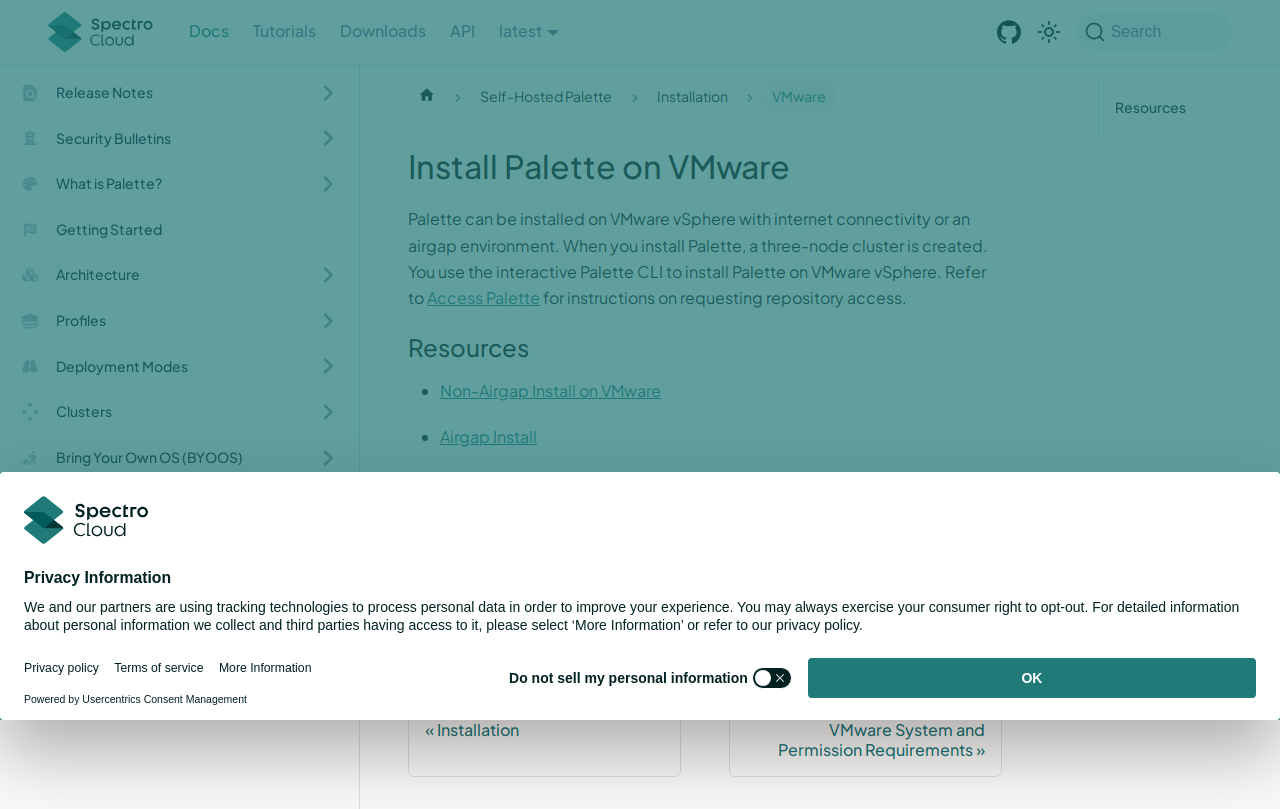 Spectro Cloud
Docs
Tutorials
Downloads
API
latest
Search
Release Notes
Security Bulletins
What is Palette?
Getting Started
Architecture
Profiles
Deployment Modes
Clusters
Bring Your Own OS (BYOOS)
Self-Hosted Palette
Installation
VMware
Resources
Install Palette on VMware
Palette can be installed on VMware vSphere with internet connectivity or an
airgap environment. When you install Palette, a three-node cluster is created.
You use the interactive Palette CLI to install Palette on VMware vSphere. Refer
to Access Palette for instructions on requesting repository access.
Resources
Non-Airgap Install on VMware
Airgap Install
Spectro
Cloud
Privacy Information
We and our partners are using tracking technologies to process personal data in order to improve your experience. You may always exercise your consumer right to opt-out. For detailed information
about personal information we collect and third parties having access to it, please select ‘More Information’ or refer to our privacy policy.
Privacy policy
Terms of service
More Information
Powered by Usercentrics Consent Management
Do not sell my personal information
OK
« Installation
VMware System and
Permission Requirements »